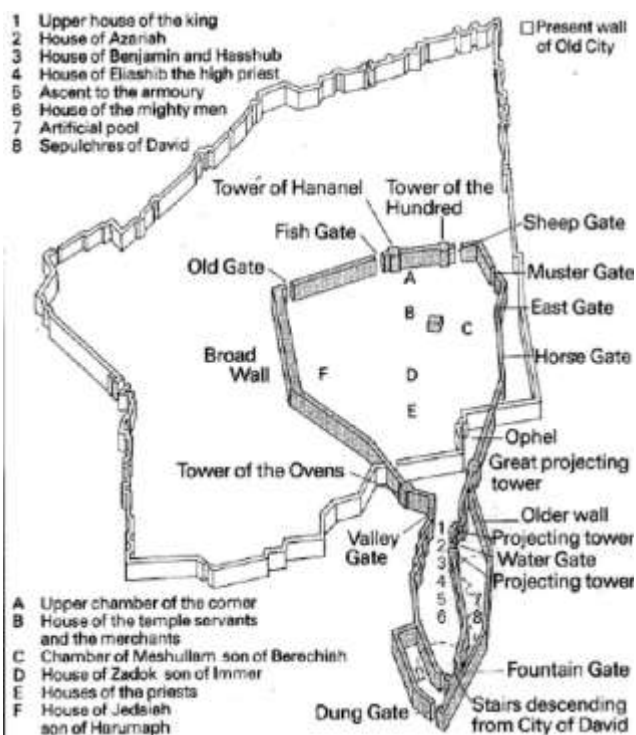 1 Upper house of the king
2 House of Azariah
3 House of Benjamin and Hasshub
4 House of Eliashib the high priest
5 Ascent to the armoury
6 House of the mighty men
7 Artificial pool
8 Sepulchres of David
Present wall
of Old City
Tower of Hananel
Tower of the
Hundred
Sheep Gate
Fish Gate
Old Gate
Muster Gate
A
East Gate
B
C
Broad
Wall
Horse Gate
F
D
E
Ophel
Great projecting
tower
Tower of the Ovens
Older wall
Valley
Gate
Projecting tower
Water Gate
Projecting tower
1
2
3
4
5
6
7
8
Fountain Gate
Dung Gate
Stairs descending
from City of David
A Upper chamber of the corner
B House of the temple servants
and the merchants
C Chamber of Meshullam son of Berechiah
D House of Zadok son of Immer
E Houses of the priests
F House of Jedaiah
son of Harumaph